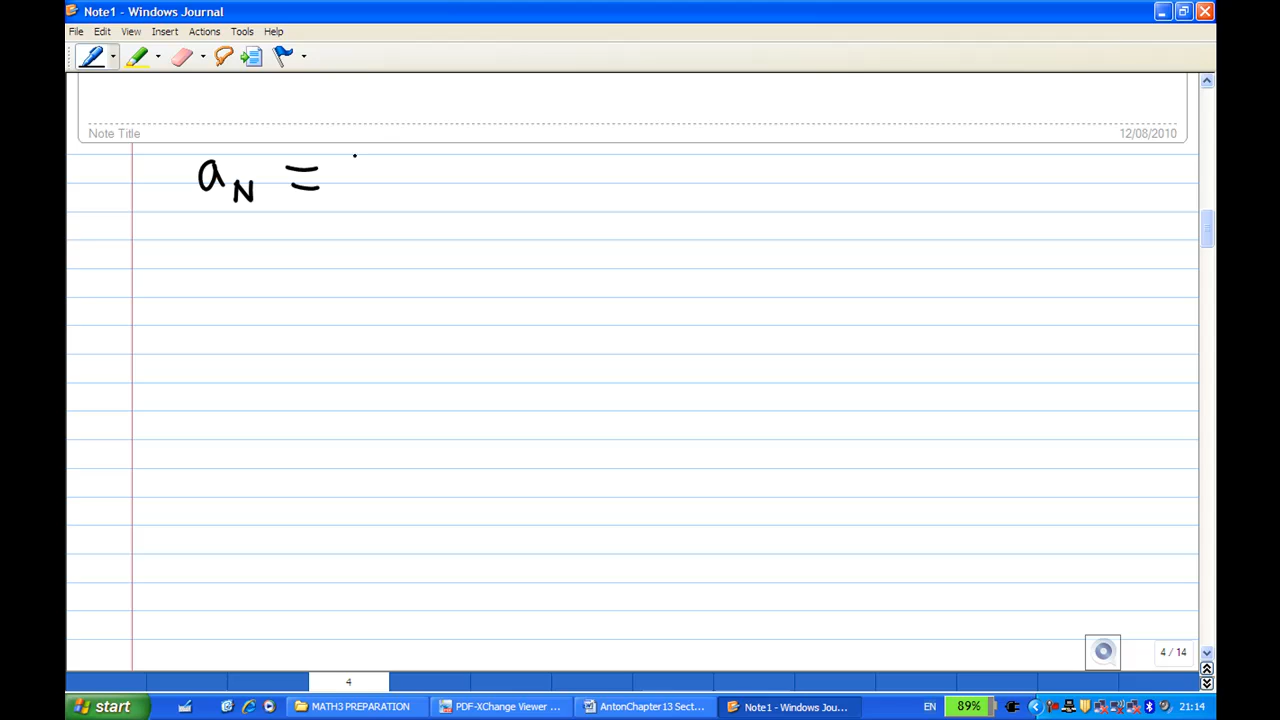 Note1 - Windows Journal
File Edit View Insert Actions Tools Help
Note Title
12/08/2010
a_N =
4 / 14
4
start MATH3 PREPARATION PDF-XChange Viewer ... AntonChapter13 Sect... Note1 - Windows Jou... EN 89% 21:14